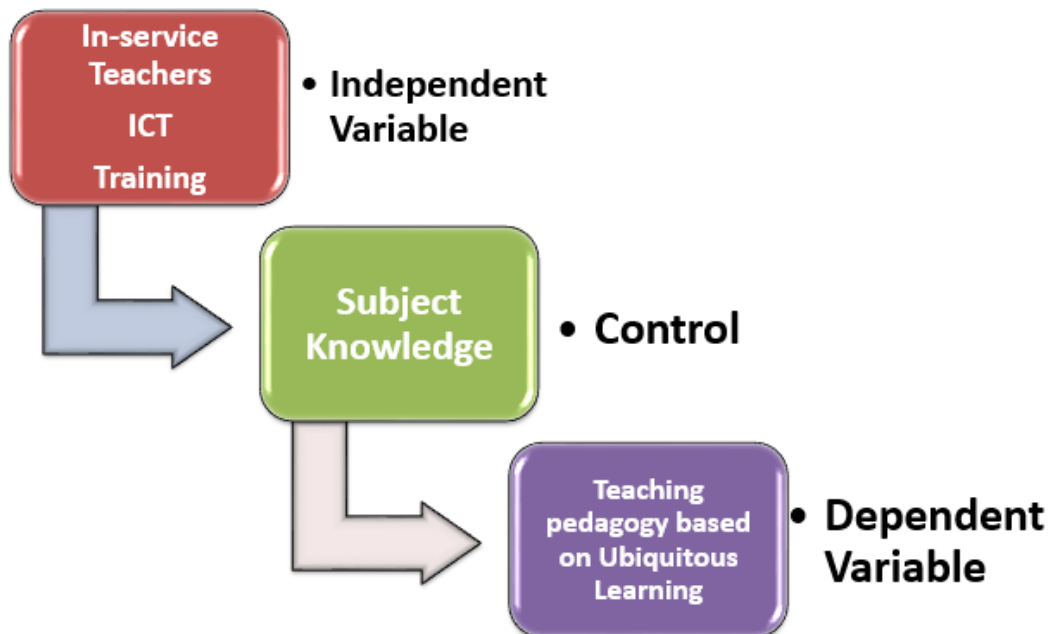 In-service
Teachers
ICT
Training
• Independent
Variable
Subject
Knowledge
• Control
Teaching
pedagogy based
on Ubiquitous
Learning
• Dependent
Variable